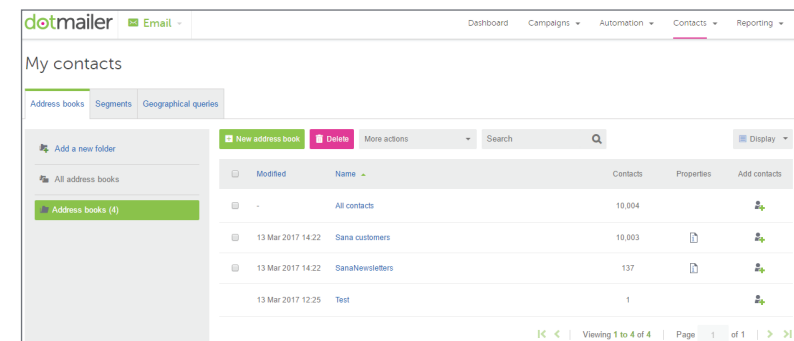 dotmailer Email Dashboard Campaigns Automation Contacts Reporting
My contacts
Address books Segments Geographical queries
Add a new folder
All address books
Address books (4)
New address book Delete More actions Search Display
Modified Name Contacts Properties Add contacts
- All contacts 10,004
13 Mar 2017 14:22 Sana customers 10,003
13 Mar 2017 14:22 SanaNewsletters 137
13 Mar 2017 12:25 Test 1
Viewing 1 to 4 of 4 Page 1 of 1